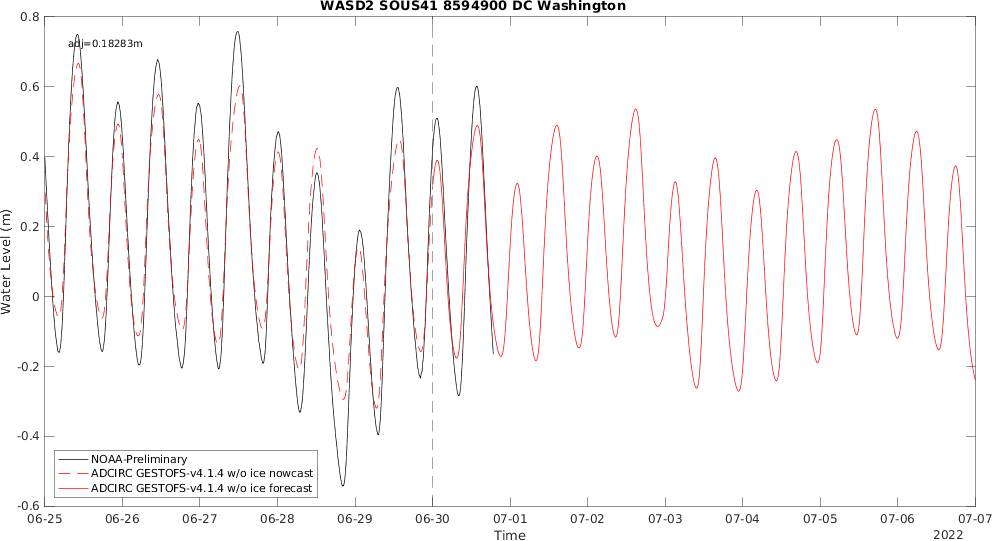 WASD2 SOUS41 8594900 DC Washington
adj=0.18283m
0.8
0.6
0.4
0.2
0
-0.2
-0.4
-0.6
Water Level (m)
NOAA-Preliminary
ADCIRC GESTOFS-v4.1.4 w/o ice nowcast
ADCIRC GESTOFS-v4.1.4 w/o ice forecast
06-25 06-26 06-27 06-28 06-29 06-30 07-01 07-02 07-03 07-04 07-05 07-06 07-07
Time
2022